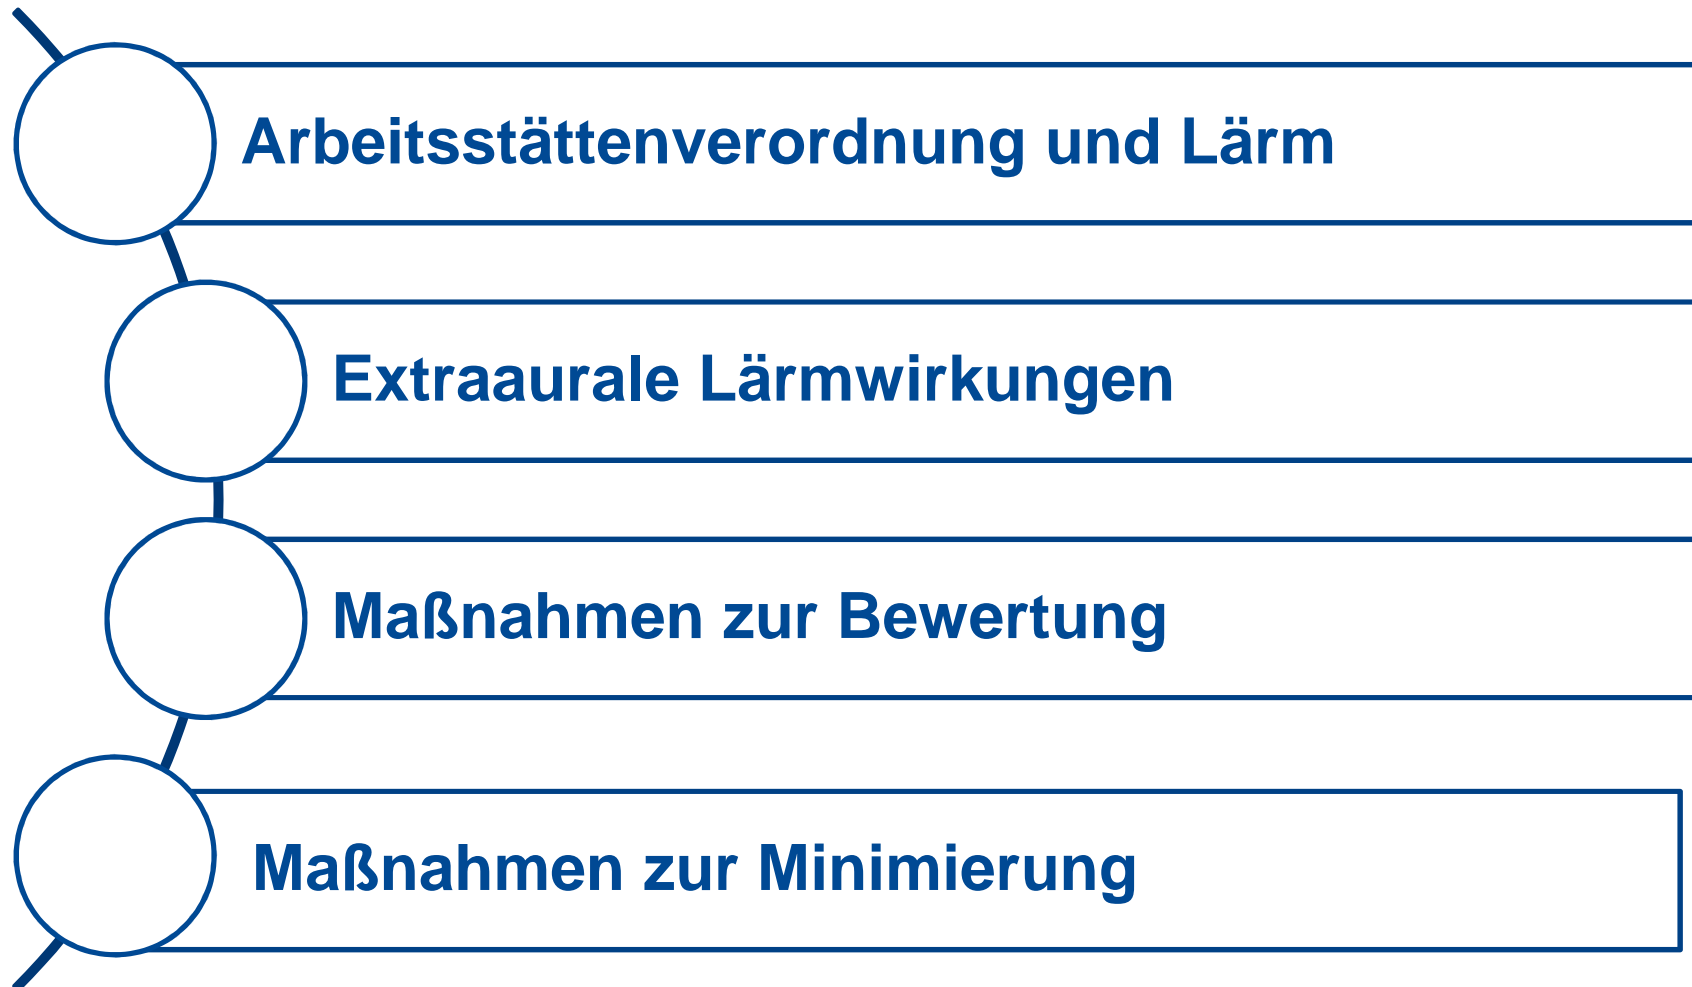 Arbeitsstättenverordnung und Lärm
Extraaurale Lärmwirkungen
Maßnahmen zur Bewertung
Maßnahmen zur Minimierung